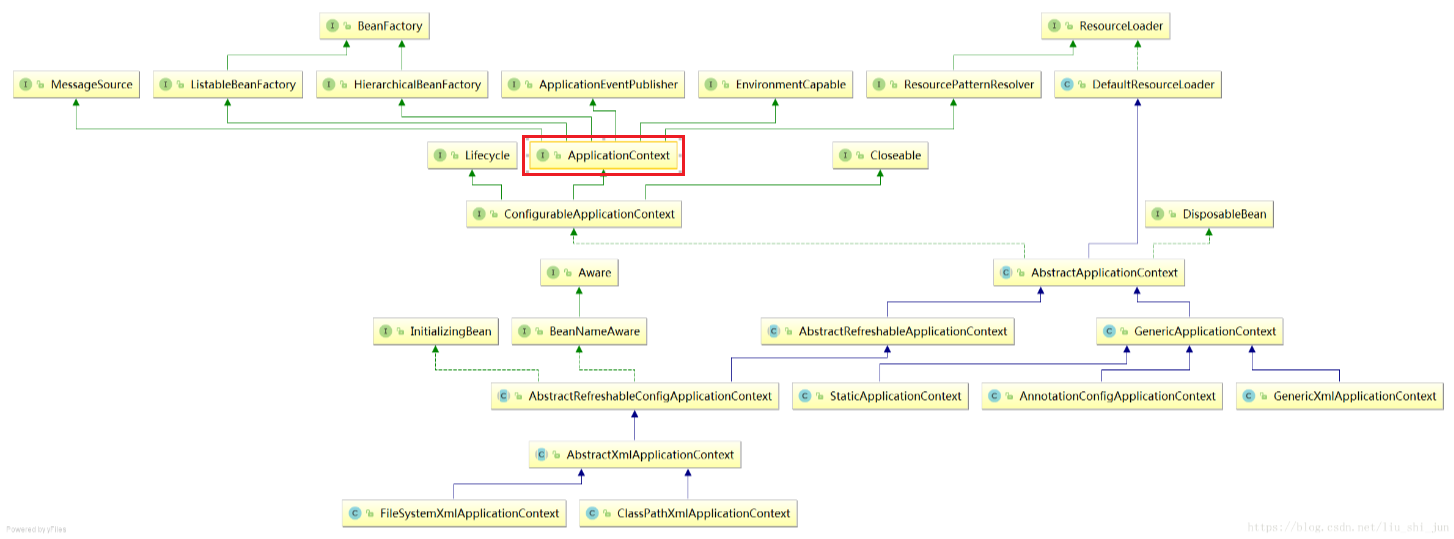 BeanFactory
ResourceLoader
MessageSource
ListableBeanFactory
HierarchicalBeanFactory
ApplicationEventPublisher
EnvironmentCapable
ResourcePatternResolver
DefaultResourceLoader
Lifecycle
ApplicationContext
Closeable
ConfigurableApplicationContext
DisposableBean
Aware
AbstractApplicationContext
InitializingBean
BeanNameAware
AbstractRefreshableApplicationContext
GenericApplicationContext
AbstractRefreshableConfigApplicationContext
StaticApplicationContext
AnnotationConfigApplicationContext
GenericXmlApplicationContext
AbstractXmlApplicationContext
FileSystemXmlApplicationContext
ClassPathXmlApplicationContext
Powered by yFiles
https://blog.csdn.net/liu_shi_jun